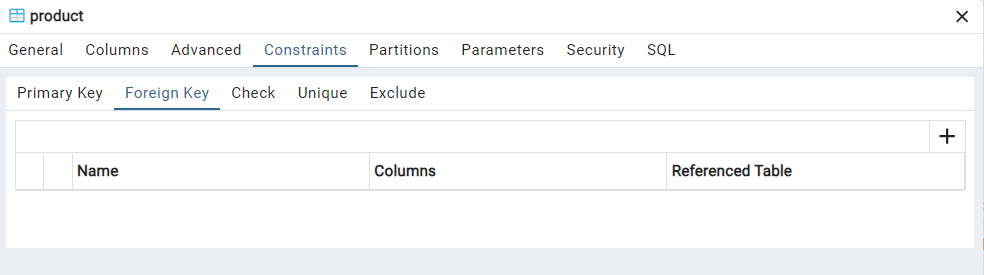 product
General Columns Advanced Constraints Partitions Parameters Security SQL
Primary Key Foreign Key Check Unique Exclude
Name Columns Referenced Table